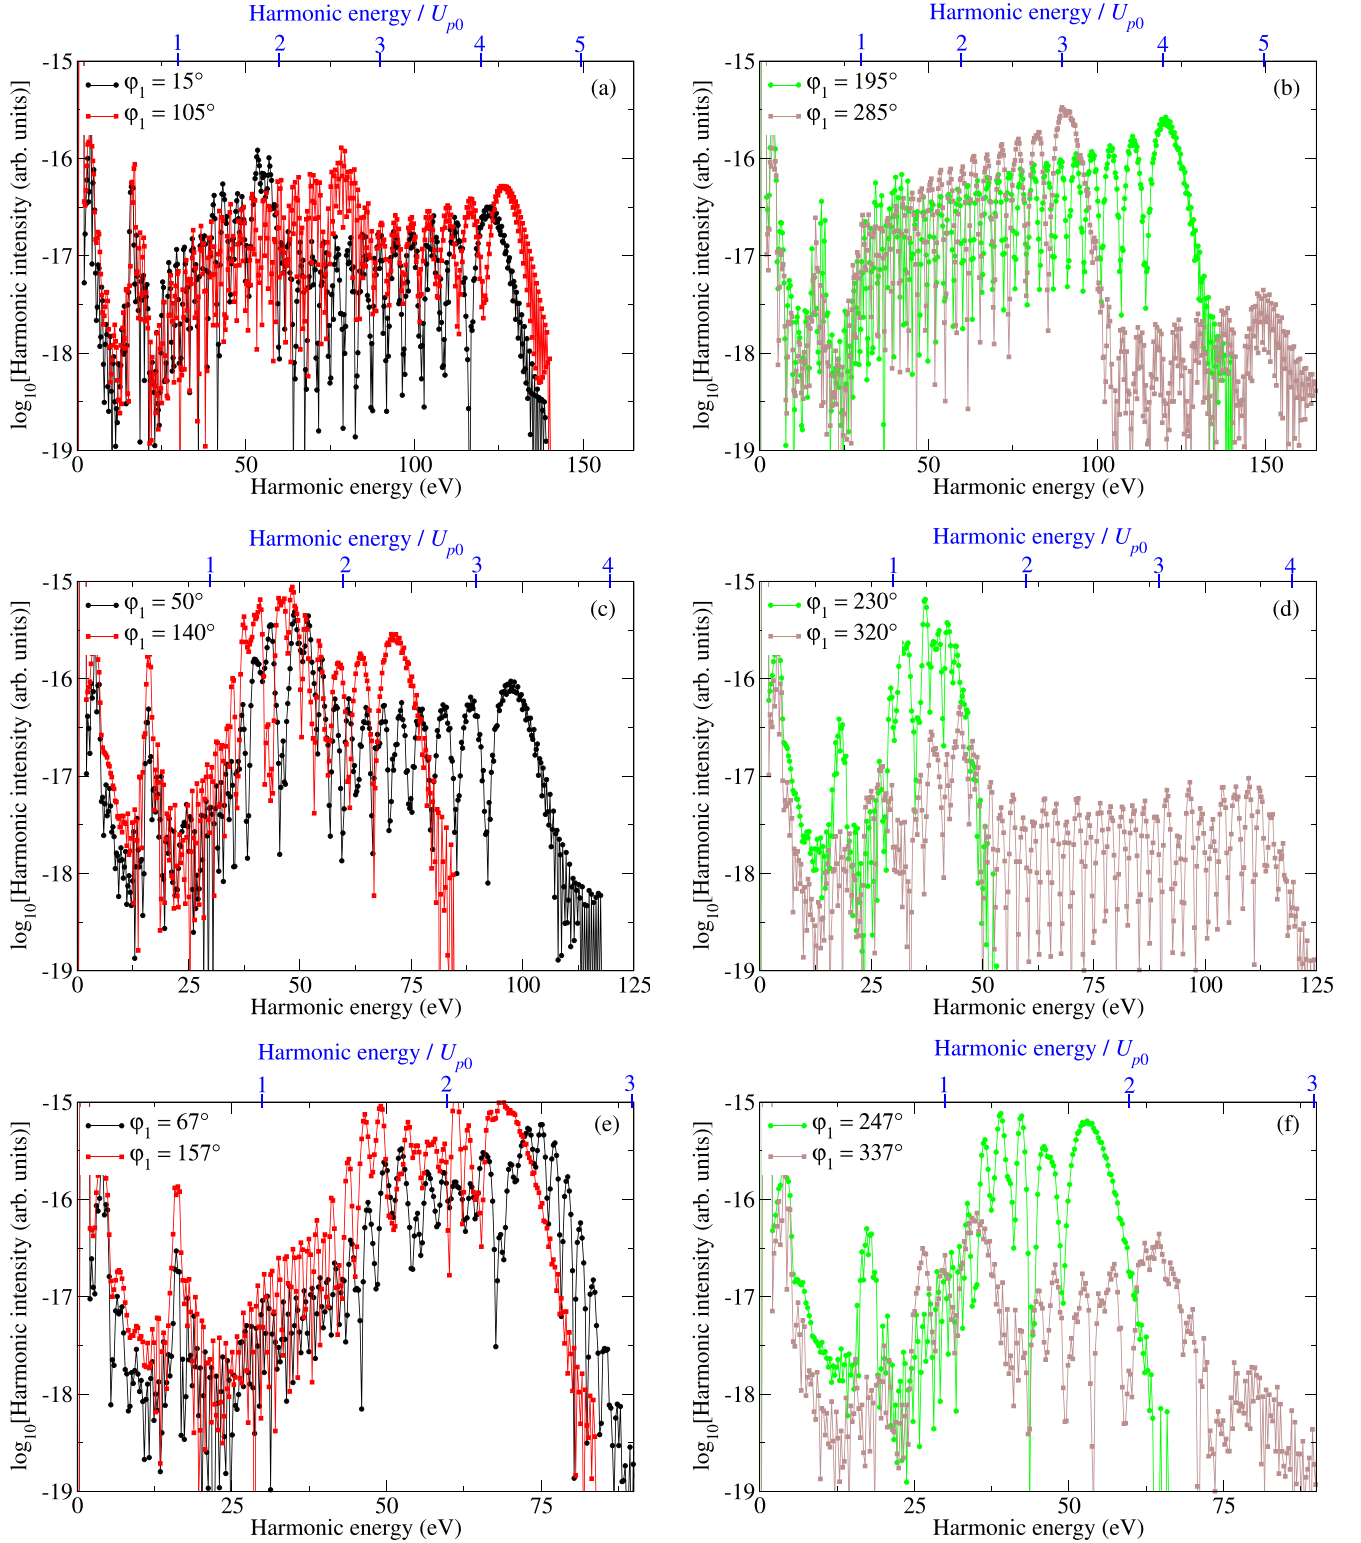 Harmonic energy / U_p0
1 2 3 4 5
-15
-16
-17
-18
-19
log10[Harmonic intensity (arb. units)]
φ1 = 15°
φ1 = 105°
(a)
0 50 100 150
Harmonic energy (eV)
Harmonic energy / U_p0
1 2 3 4 5
-15
-16
-17
-18
-19
log10[Harmonic intensity (arb. units)]
φ1 = 195°
φ1 = 285°
(b)
0 50 100 150
Harmonic energy (eV)
Harmonic energy / U_p0
1 2 3 4
-15
-16
-17
-18
-19
log10[Harmonic intensity (arb. units)]
φ1 = 50°
φ1 = 140°
(c)
0 25 50 75 100 125
Harmonic energy (eV)
Harmonic energy / U_p0
1 2 3 4
-15
-16
-17
-18
-19
log10[Harmonic intensity (arb. units)]
φ1 = 230°
φ1 = 320°
(d)
0 25 50 75 100 125
Harmonic energy (eV)
Harmonic energy / U_p0
1 2 3
-15
-16
-17
-18
-19
log10[Harmonic intensity (arb. units)]
φ1 = 67°
φ1 = 157°
(e)
0 25 50 75
Harmonic energy (eV)
Harmonic energy / U_p0
1 2 3
-15
-16
-17
-18
-19
log10[Harmonic intensity (arb. units)]
φ1 = 247°
φ1 = 337°
(f)
0 25 50 75
Harmonic energy (eV)